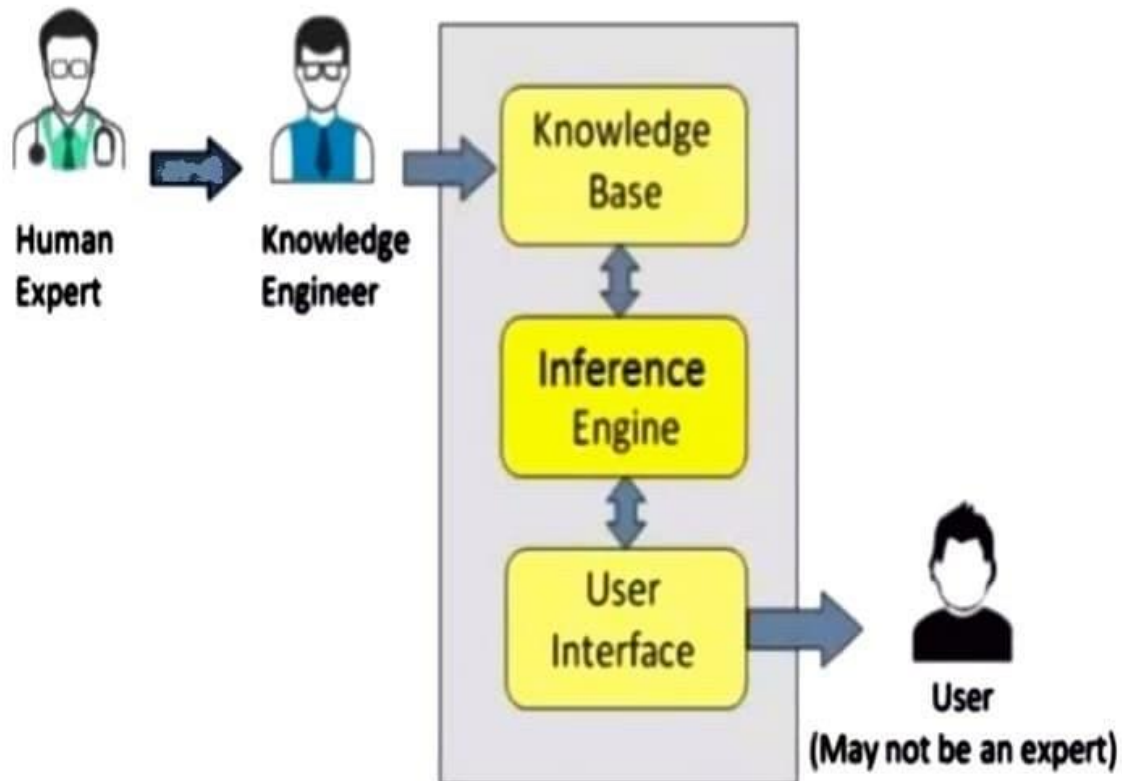 Human
Expert
Knowledge
Engineer
Knowledge
Base
Inference
Engine
User
Interface
User
(May not be an expert)